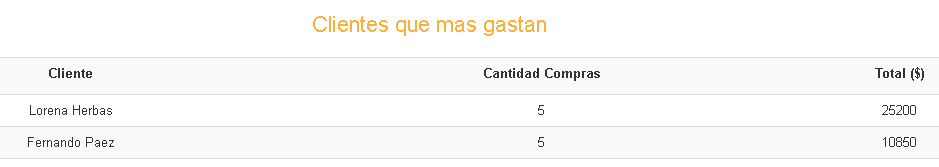 Clientes que mas gastan
Cliente Cantidad Compras Total ($)
Lorena Herbas 5 25200
Fernando Paez 5 10850